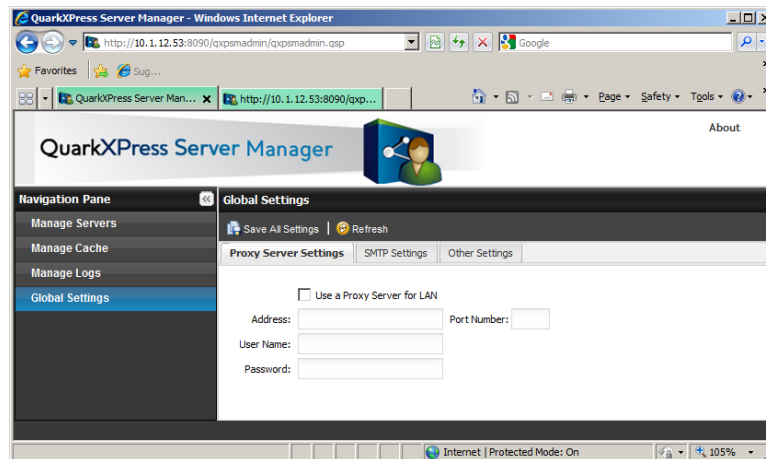 QuarkXPress Server Manager - Windows Internet Explorer
http://10.1.12.53:8090/qxpsmadmin/qxpsmadmin.qsp
Google
Favorites
Sug...
QuarkXPress Server Man...
http://10.1.12.53:8090/qxp...
Page
Safety
Tools
About
QuarkXPress Server Manager
Navigation Pane
Global Settings
Manage Servers
Save All Settings
Refresh
Manage Cache
Proxy Server Settings
SMTP Settings
Other Settings
Manage Logs
Global Settings
Use a Proxy Server for LAN
Address:
Port Number:
User Name:
Password:
Internet | Protected Mode: On
105%